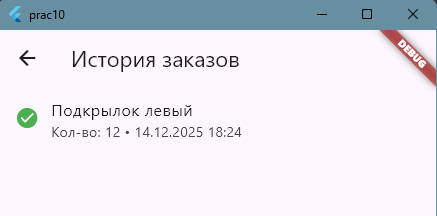 prac10
DEBUG
История заказов
Подкрылок левый
Кол-во: 12 • 14.12.2025 18:24